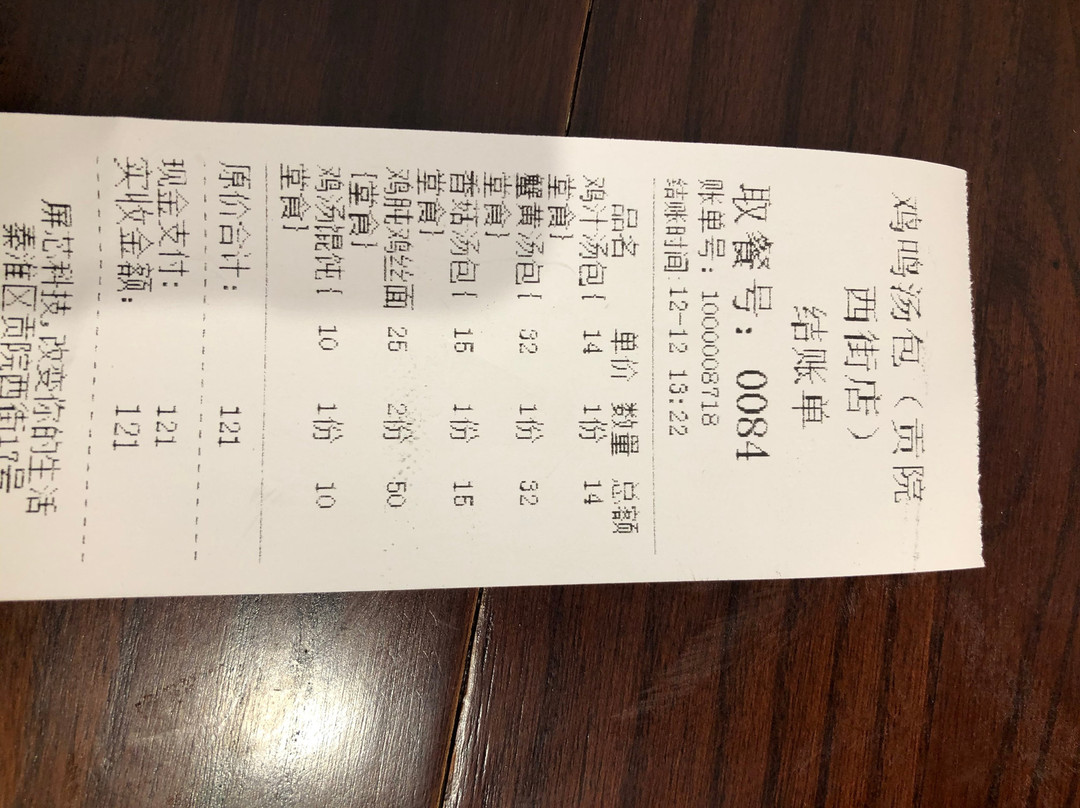 鸡鸣汤包（贡院
西街店）
结账单
取餐号：0084
账单号：1000008718
结账时间：12-12 18:22
品名 单价 数量 总额
鸡汁汤包{ 14 1份 14
堂食}
蟹黄汤包{ 32 1份 32
堂食}
香菇汤包{ 15 1份 15
堂食}
鸡肫鸡丝面 25 2份 50
{堂食}
鸡汤馄饨{ 10 1份 10
堂食}
原价合计： 121
现金支付： 121
实收金额： 121
屏芯科技，改变你的生活
秦淮区贡院西街17号